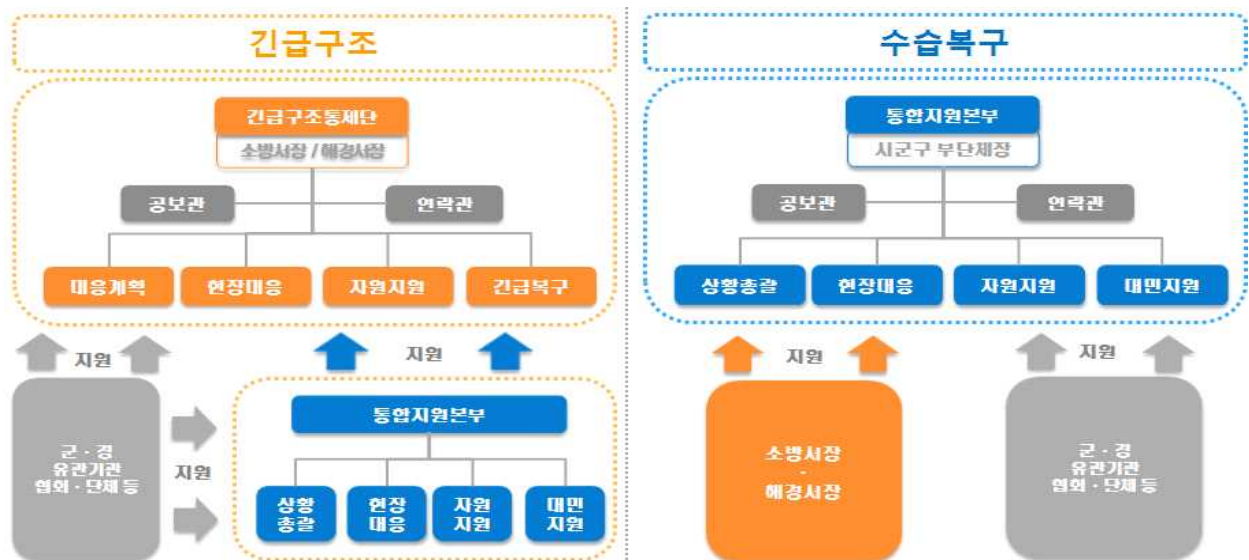 긴급구조
긴급구조통제단
소방서장 / 해경서장
공보관
연락관
대응계획
현장대응
자원지원
긴급복구
지원
지원
군 · 경
유관기관
협회 · 단체 등
지원
통합지원본부
상황
총괄
현장
대응
자원
지원
대민
지원
수습복구
통합지원본부
시군구 부단체장
공보관
연락관
상황총괄
현장대응
자원지원
대민지원
지원
지원
소방서장
·
해경서장
군 · 경
유관기관
협회 · 단체 등